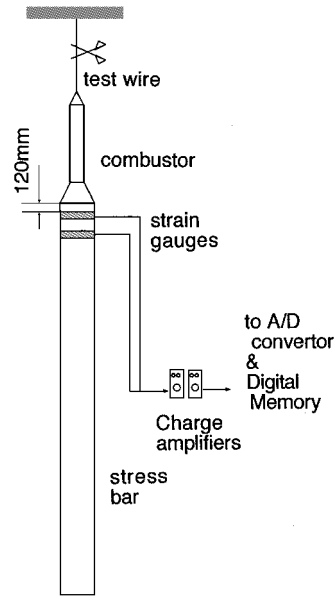 test wire
combustor
120mm
strain
gauges
to A/D
convertor
&
Digital
Memory
Charge
amplifiers
stress
bar